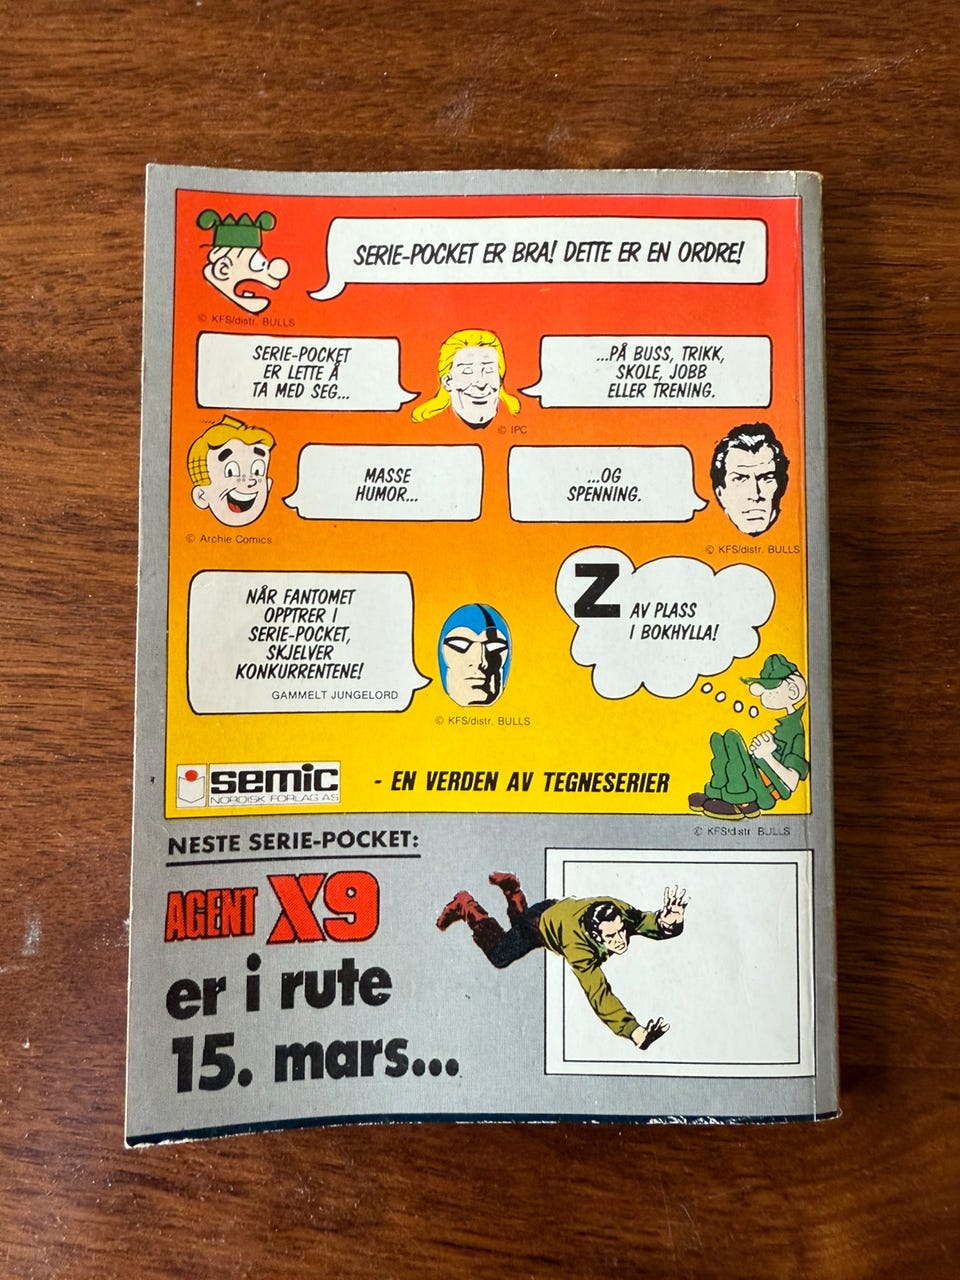 SERIE-POCKET ER BRA! DETTE ER EN ORDRE!
© KFS/distr. BULLS
SERIE-POCKET
ER LETTE Å
TA MED SEG...
...PÅ BUSS, TRIKK,
SKOLE, JOBB
ELLER TRENING.
© IPC
MASSE
HUMOR...
...OG
SPENNING.
© Archie Comics
© KFS/distr. BULLS
NÅR FANTOMET
OPPTRER I
SERIE-POCKET,
SKJELVER
KONKURRENTENE!
GAMMELT JUNGELORD
© KFS/distr. BULLS
Z AV PLASS
I BOKHYLLA!
semic
NORDISK FORLAG AS
- EN VERDEN AV TEGNESERIER
© KFS/distr. BULLS
NESTE SERIE-POCKET:
AGENT X9
er i rute
15. mars...